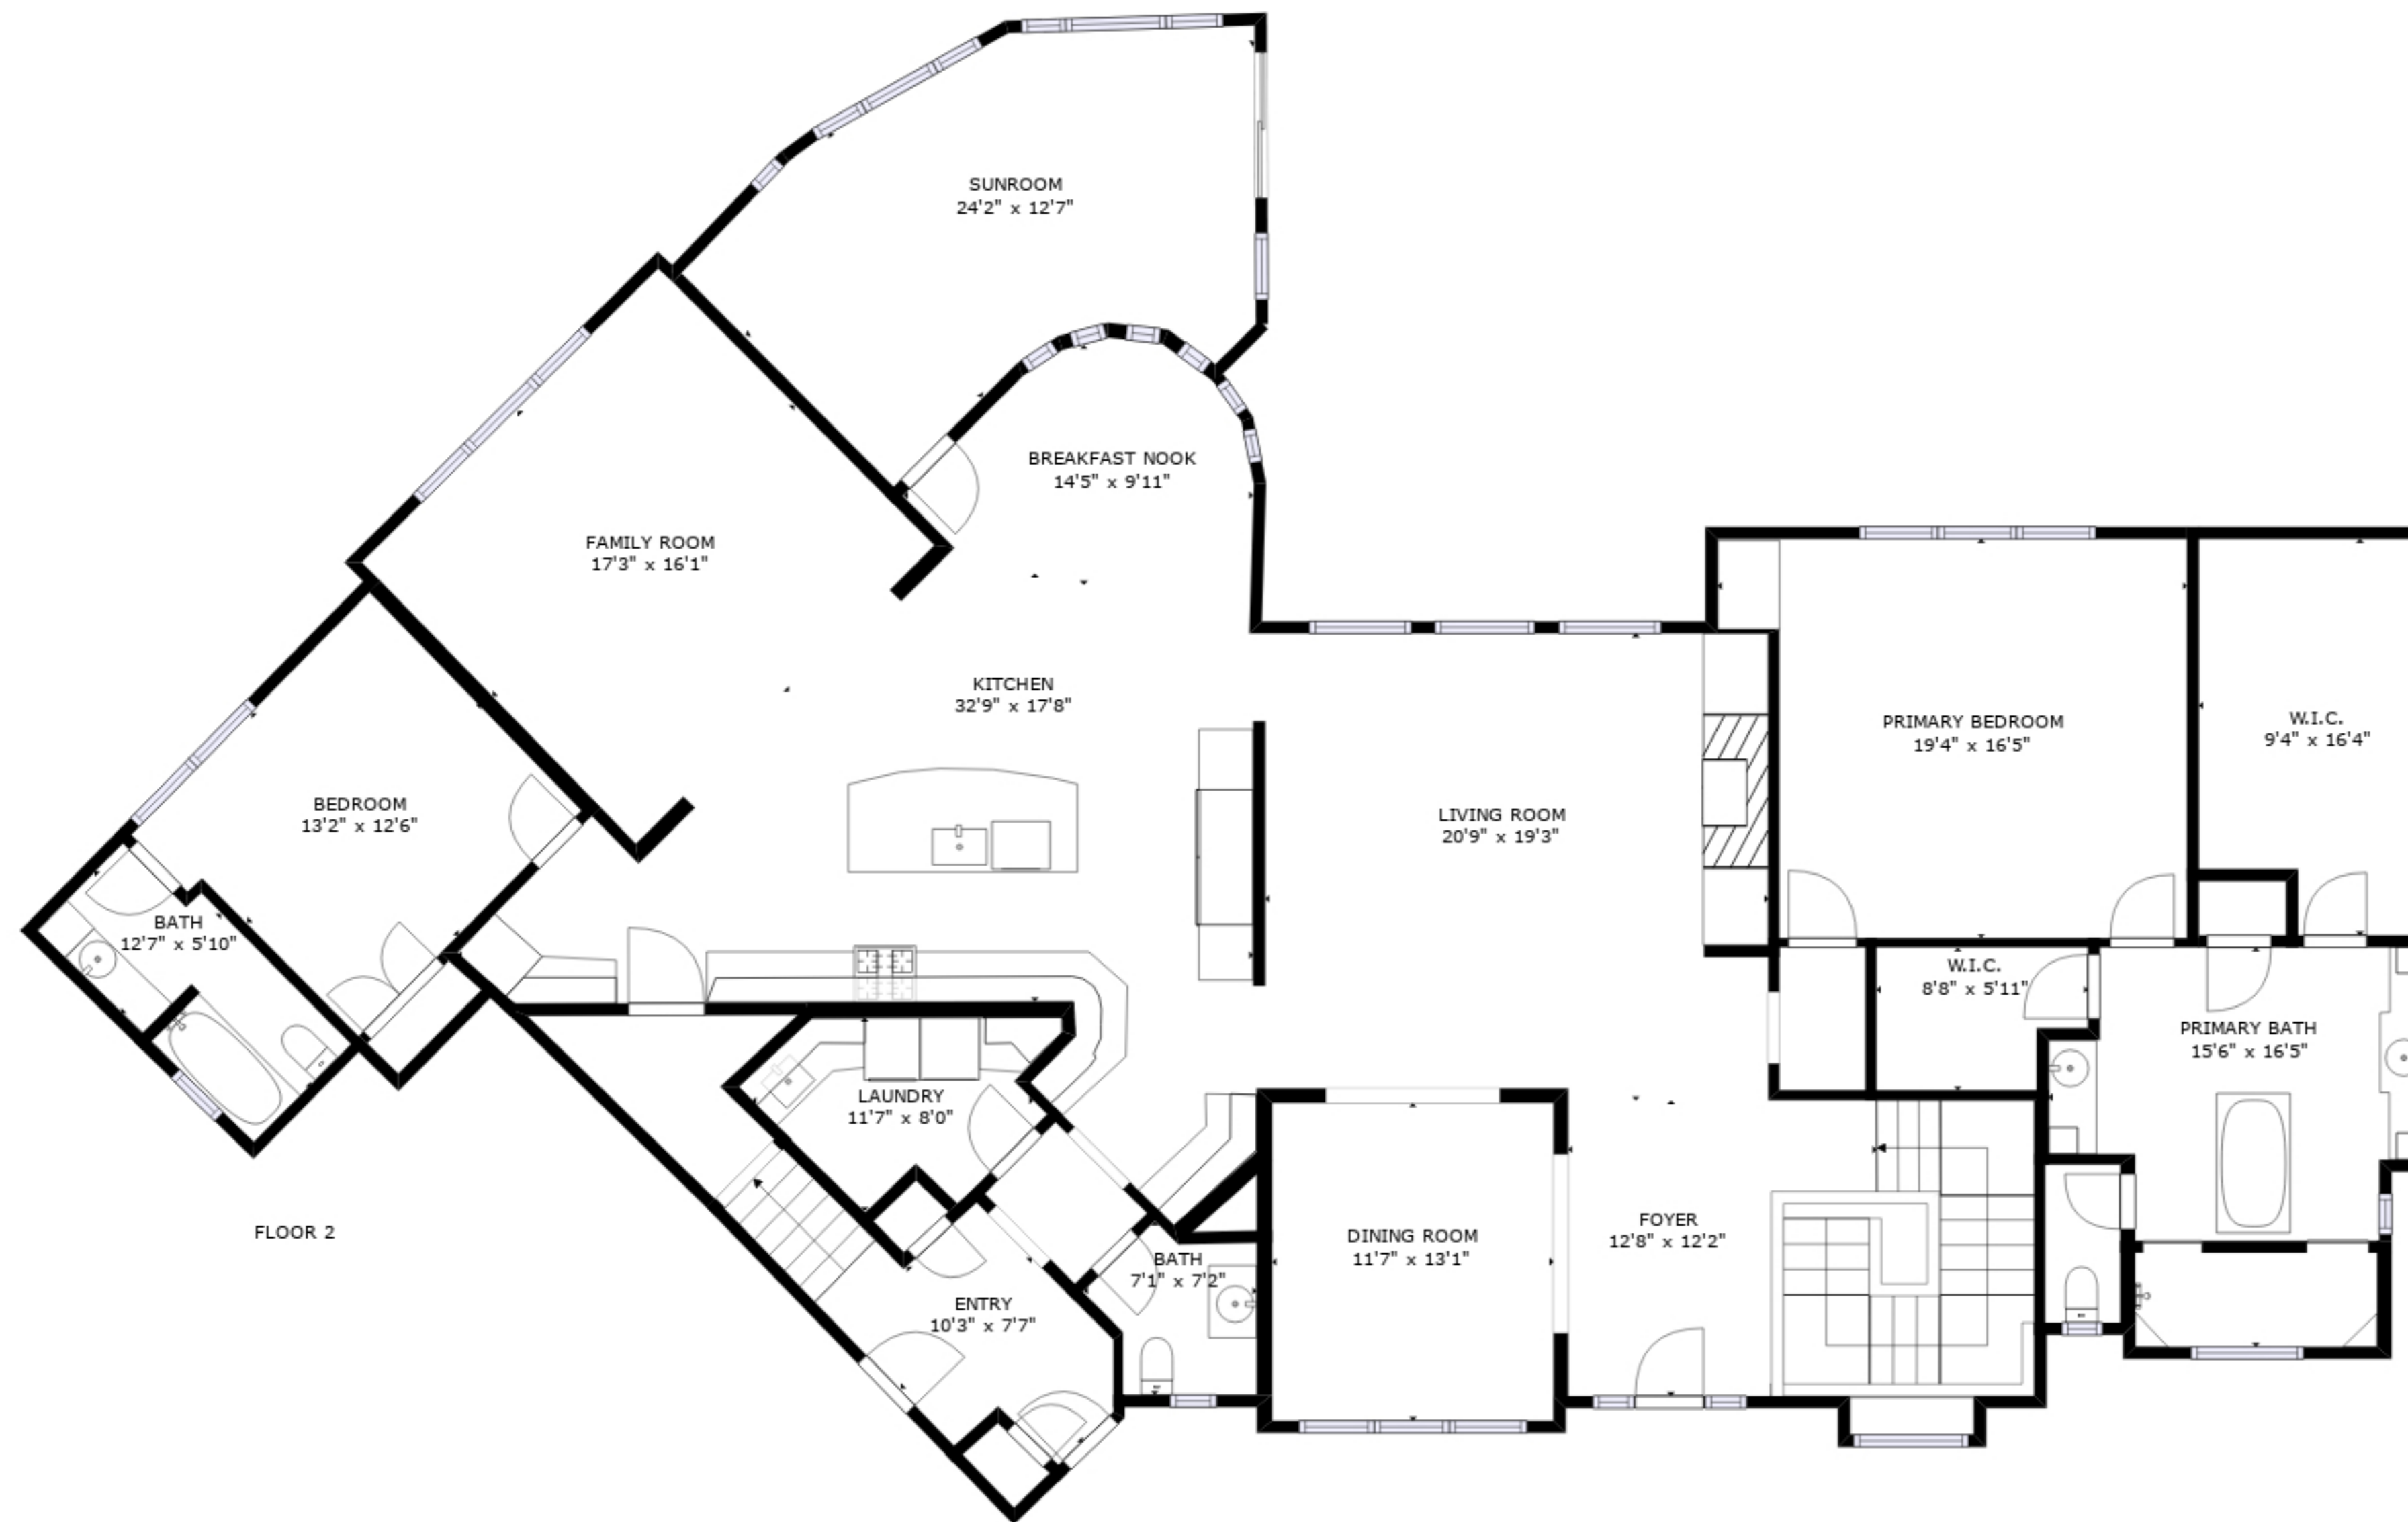 SUNROOM
24'2" x 12'7"
BREAKFAST NOOK
14'5" x 9'11"
FAMILY ROOM
17'3" x 16'1"
KITCHEN
32'9" x 17'8"
PRIMARY BEDROOM
19'4" x 16'5"
W.I.C.
9'4" x 16'4"
BEDROOM
13'2" x 12'6"
LIVING ROOM
20'9" x 19'3"
BATH
12'7" x 5'10"
W.I.C.
8'8" x 5'11"
PRIMARY BATH
15'6" x 16'5"
LAUNDRY
11'7" x 8'0"
FLOOR 2
DINING ROOM
11'7" x 13'1"
FOYER
12'8" x 12'2"
BATH
7'1" x 7'2"
ENTRY
10'3" x 7'7"